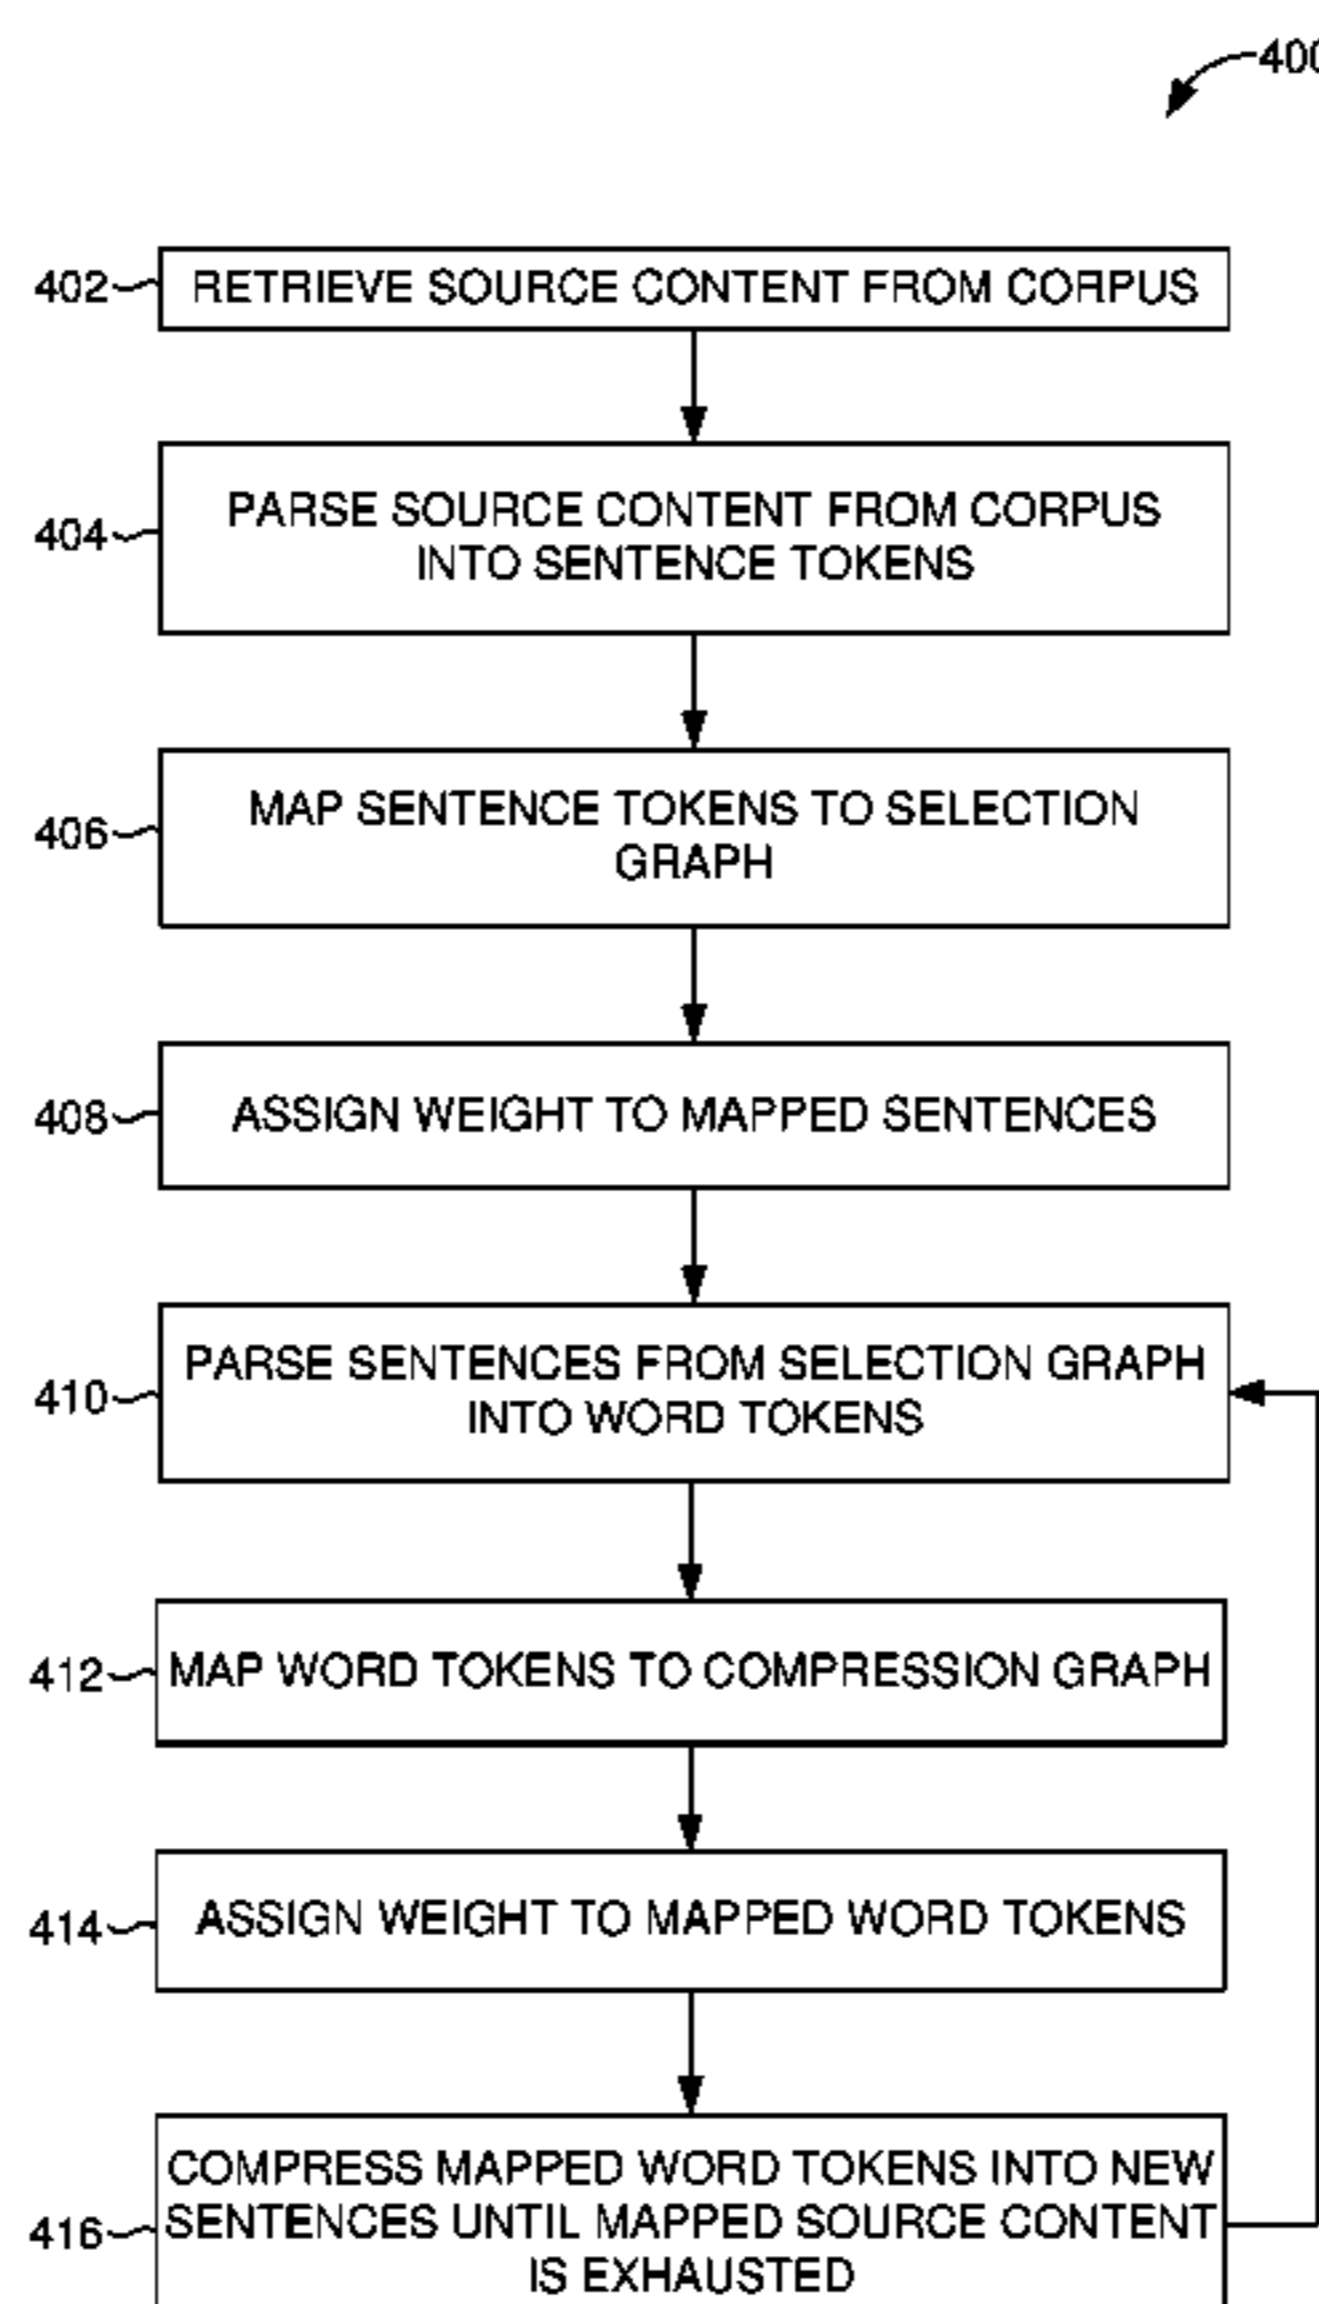 400
402
RETRIEVE SOURCE CONTENT FROM CORPUS
404
PARSE SOURCE CONTENT FROM CORPUS
INTO SENTENCE TOKENS
406
MAP SENTENCE TOKENS TO SELECTION
GRAPH
408
ASSIGN WEIGHT TO MAPPED SENTENCES
410
PARSE SENTENCES FROM SELECTION GRAPH
INTO WORD TOKENS
412
MAP WORD TOKENS TO COMPRESSION GRAPH
414
ASSIGN WEIGHT TO MAPPED WORD TOKENS
416
COMPRESS MAPPED WORD TOKENS INTO NEW
SENTENCES UNTIL MAPPED SOURCE CONTENT
IS EXHAUSTED